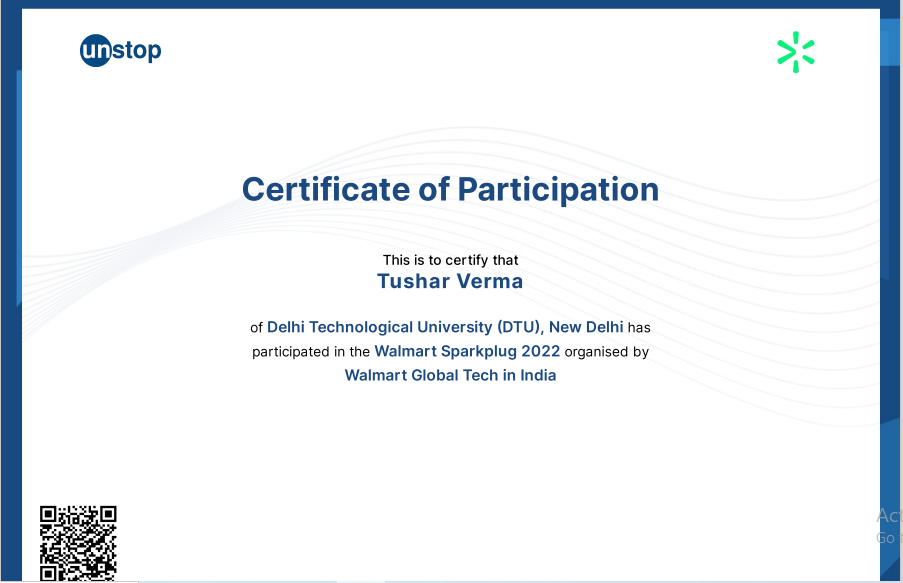 unstop
Certificate of Participation
This is to certify that
Tushar Verma
of Delhi Technological University (DTU), New Delhi has
participated in the Walmart Sparkplug 2022 organised by
Walmart Global Tech in India
Go